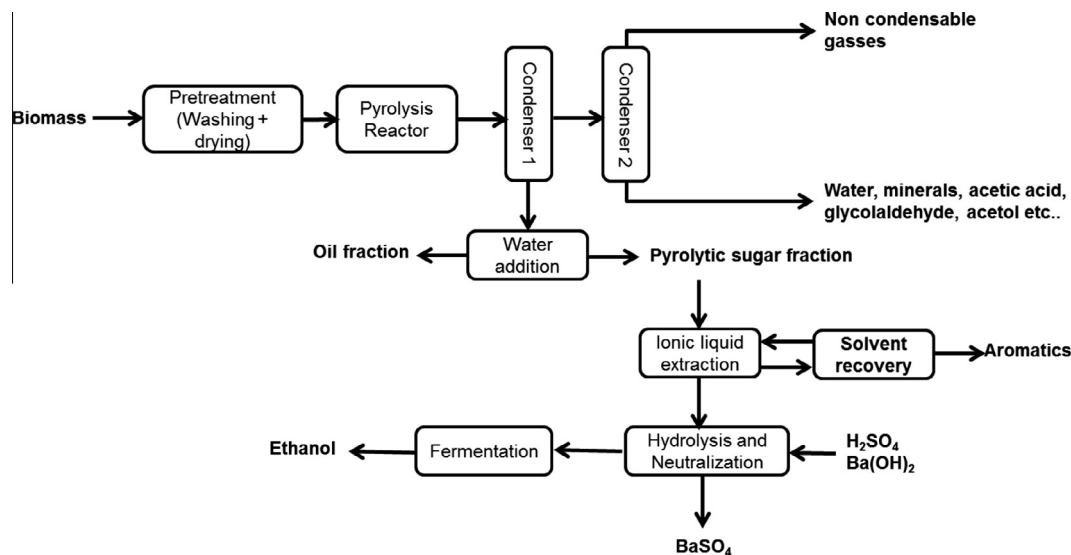 Non condensable
gasses
Biomass
Pretreatment
(Washing +
drying)
Pyrolysis
Reactor
Condenser 1
Condenser 2
Water, minerals, acetic acid,
glycolaldehyde, acetol etc..
Oil fraction
Water
addition
Pyrolytic sugar fraction
Ionic liquid
extraction
Solvent
recovery
Aromatics
Ethanol
Fermentation
Hydrolysis and
Neutralization
H₂SO₄
Ba(OH)₂
BaSO₄